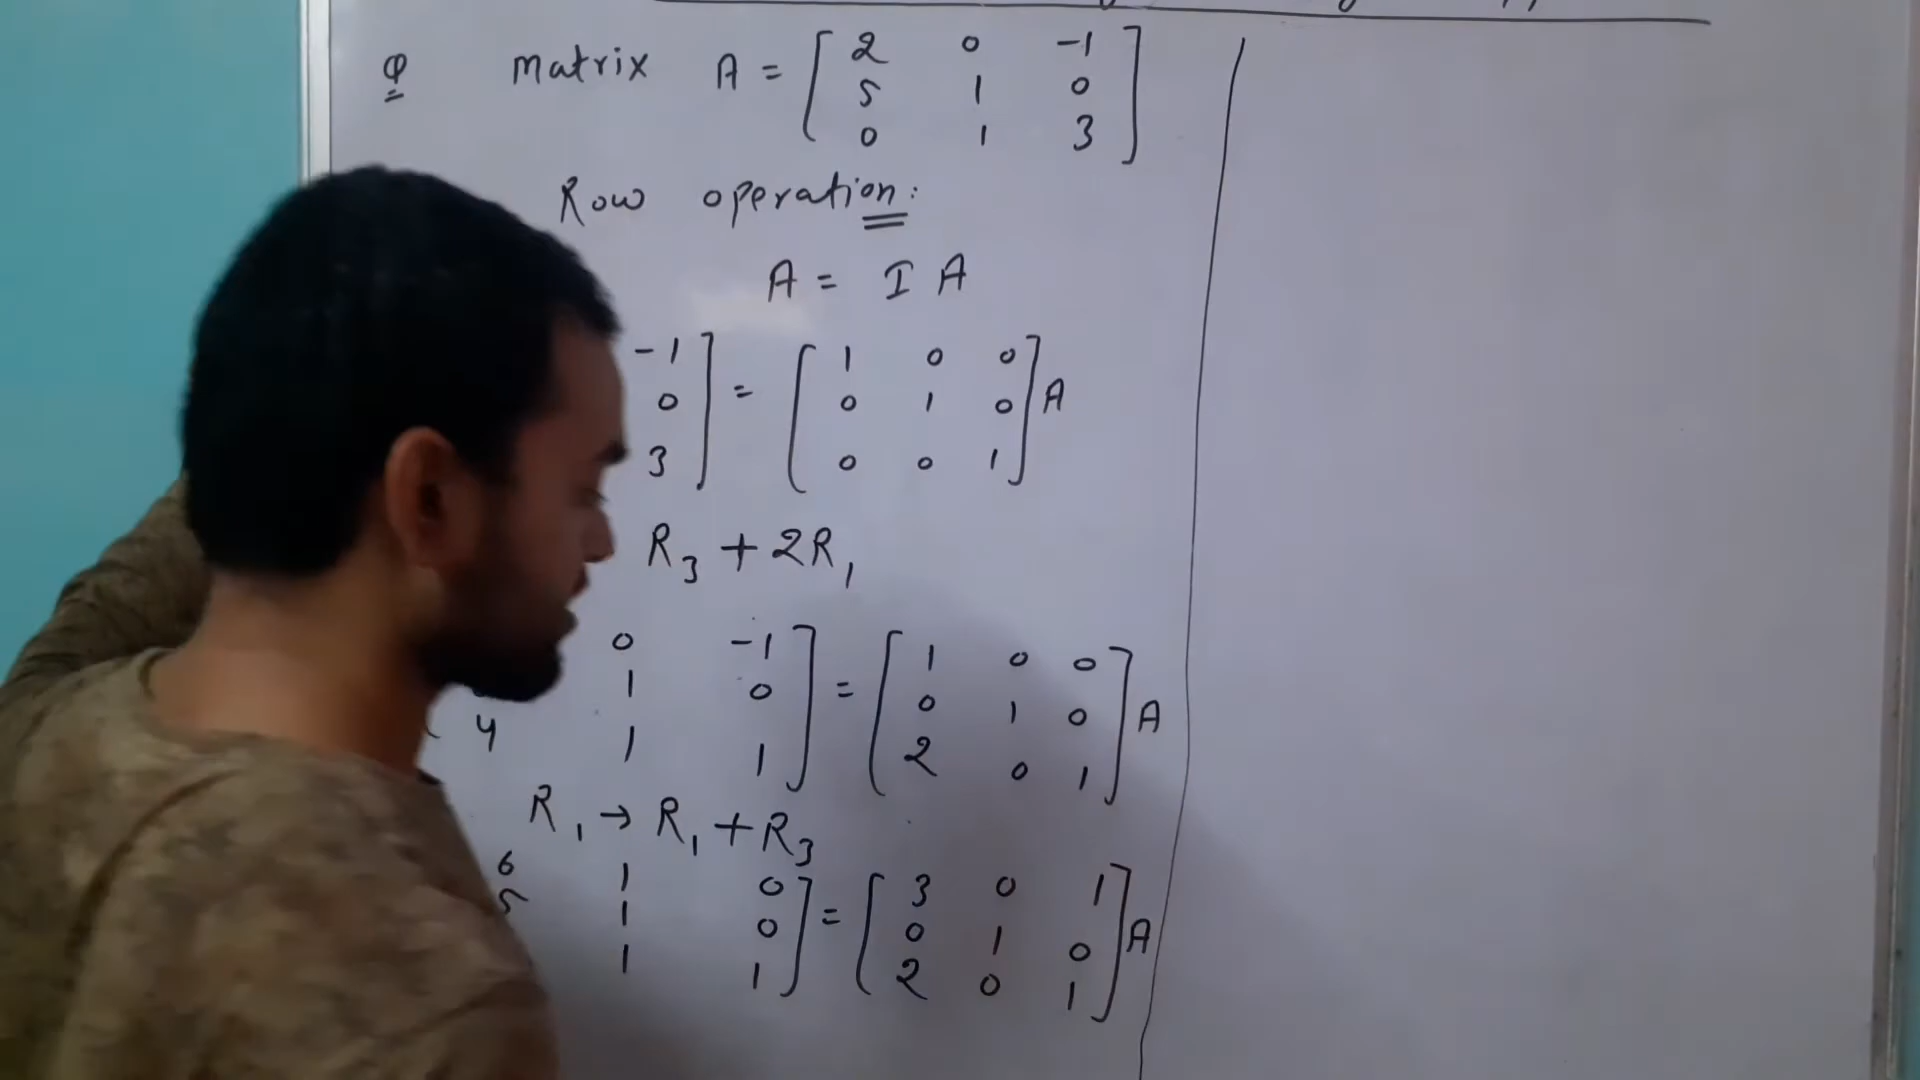 Q Matrix A = [ 2 0 -1
5 1 0
0 1 3 ]
Row operation:
A = I A
-1 ] = [ 1 0 0 ] A
0 0 1 0
3 0 0 1
R3 + 2R1
0 -1 ] = [ 1 0 0 ] A
1 0 0 1 0
4 1 1 2 0 1
R1 → R1 + R3
6 1 0 ] = [ 3 0 1 ] A
5 1 0 0 1 0
1 1 2 0 1